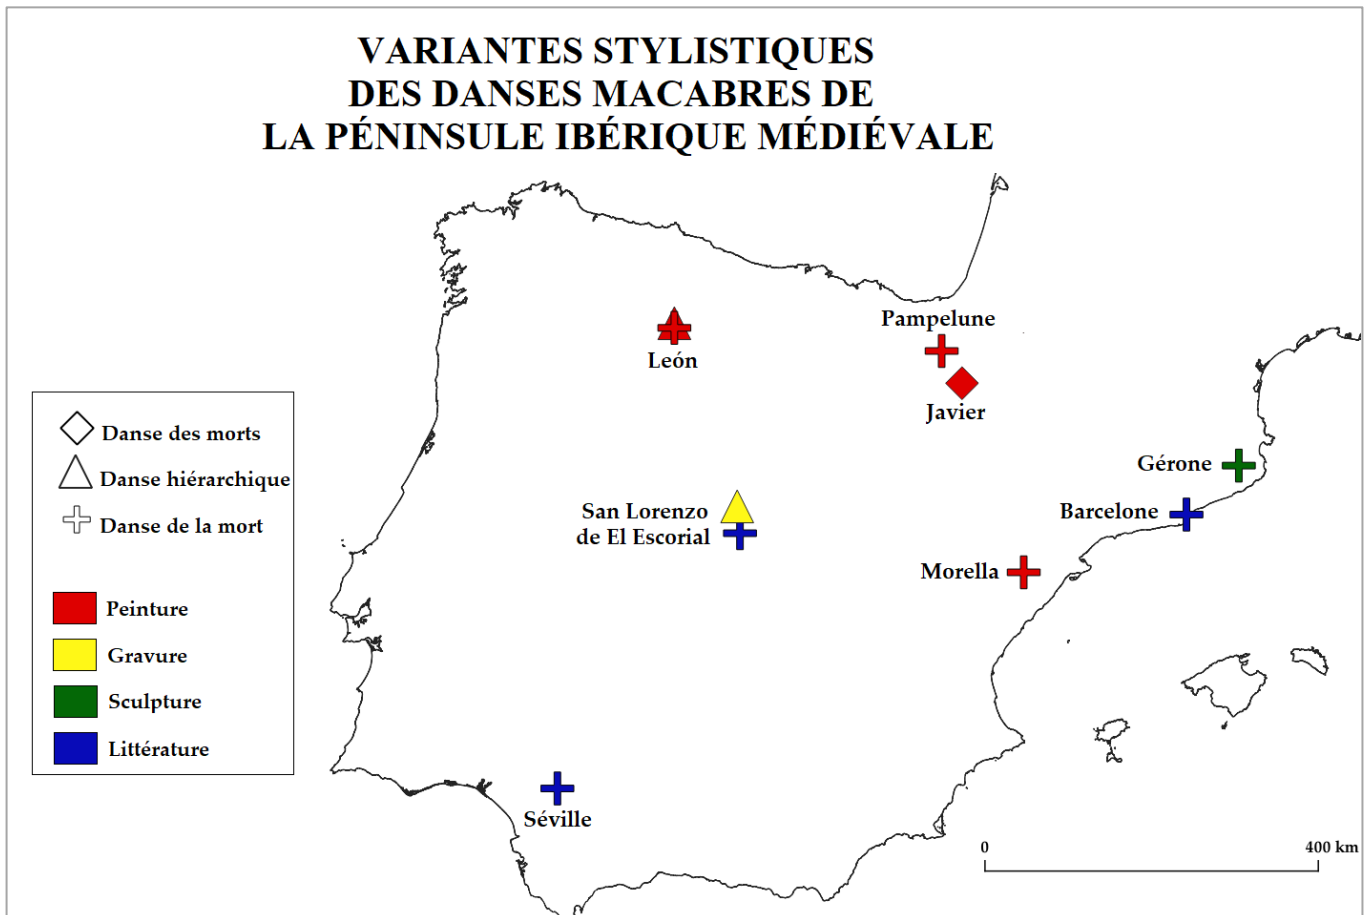 VARIANTES STYLISTIQUES
DES DANSES MACABRES DE
LA PÉNINSULE IBÉRIQUE MÉDIÉVALE
Pampelune
León
Javier
Danse des morts
Danse hiérarchique
Danse de la mort
Gérone
San Lorenzo
de El Escorial
Barcelone
Morella
Peinture
Gravure
Sculpture
Littérature
Séville
0
400 km